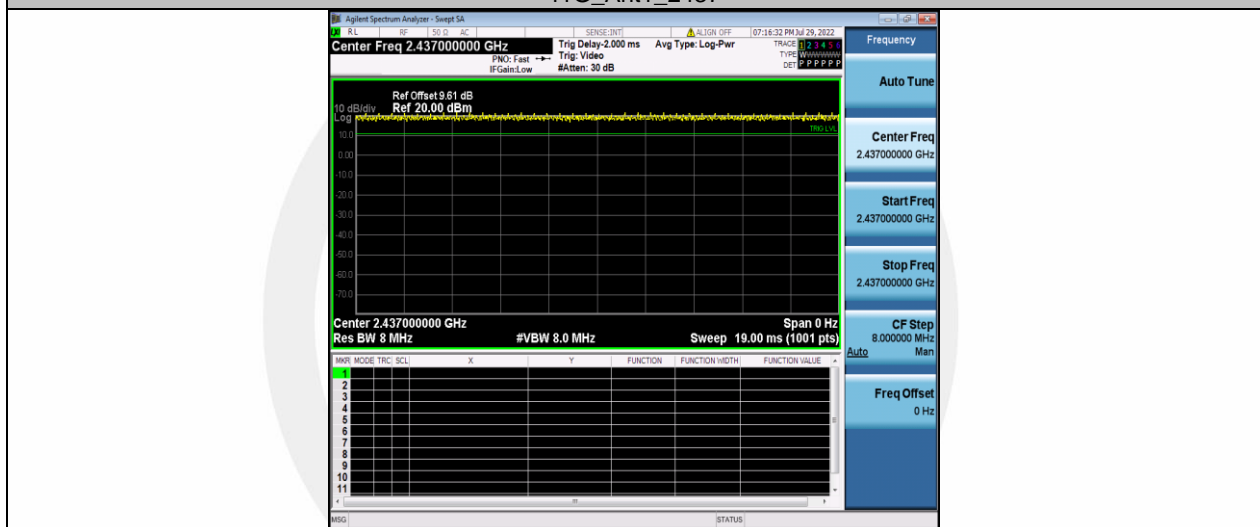 Agilent Spectrum Analyzer - Swept SA
RL RF 50 Ω AC SENSE:INT ALIGN OFF 07:16:32 PM Jul 29, 2022
Center Freq 2.437000000 GHz
PNO: Fast
IFGain:Low
Trig Delay-2.000 ms
Trig: Video
#Atten: 30 dB
Avg Type: Log-Pwr
TRACE 1 2 3 4 5 6
TYPE
DET P P P P P P
Ref Offset 9.61 dB
10 dB/div Ref 20.00 dBm
Log
TRIG LVL
10.0
0.00
-10.0
-20.0
-30.0
-40.0
-50.0
-60.0
-70.0
Center 2.437000000 GHz Span 0 Hz
Res BW 8 MHz #VBW 8.0 MHz Sweep 19.00 ms (1001 pts)
MKR MODE TRC SCL X Y FUNCTION FUNCTION WIDTH FUNCTION VALUE
1
2
3
4
5
6
7
8
9
10
11
MSG STATUS
Frequency
Auto Tune
Center Freq
2.437000000 GHz
Start Freq
2.437000000 GHz
Stop Freq
2.437000000 GHz
CF Step
8.000000 MHz
Auto Man
Freq Offset
0 Hz